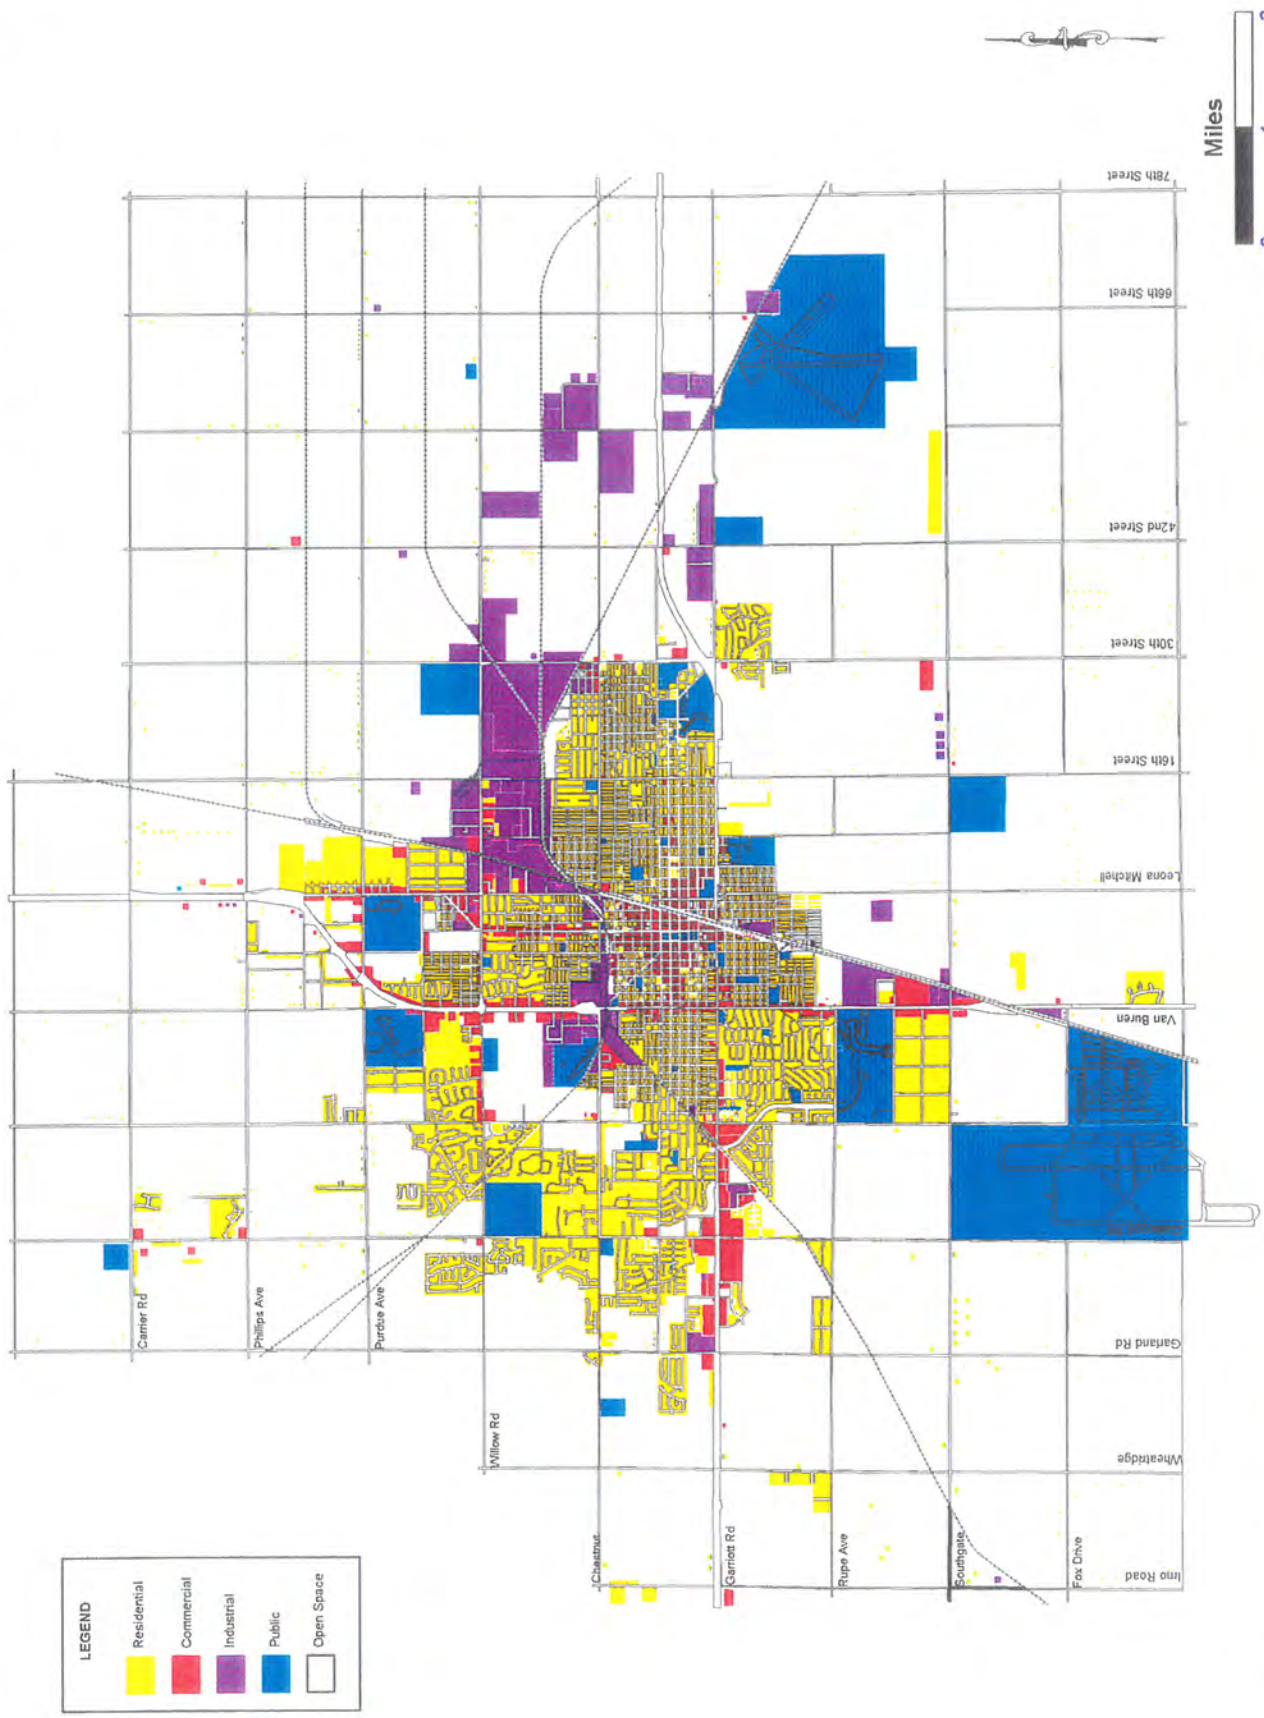 LEGEND
Residential
Commercial
Industrial
Public
Open Space
Carrier Rd
Phillips Ave
Purdue Ave
Willow Rd
Chestnut
Garriott Rd
Rupe Ave
Southgate
Fox Drive
Imo Road
Wheatridge
Garland Rd
Van Buren
Leona Mitchell
16th Street
30th Street
42nd Street
66th Street
78th Street
Miles